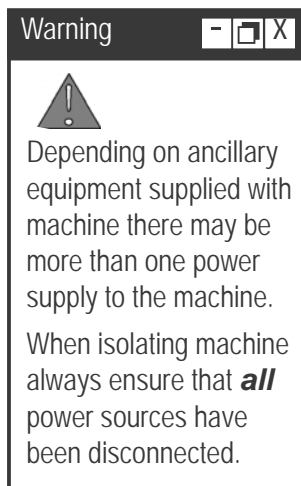 Warning
Depending on ancillary
equipment supplied with
machine there may be
more than one power
supply to the machine.
When isolating machine
always ensure that all
power sources have
been disconnected.